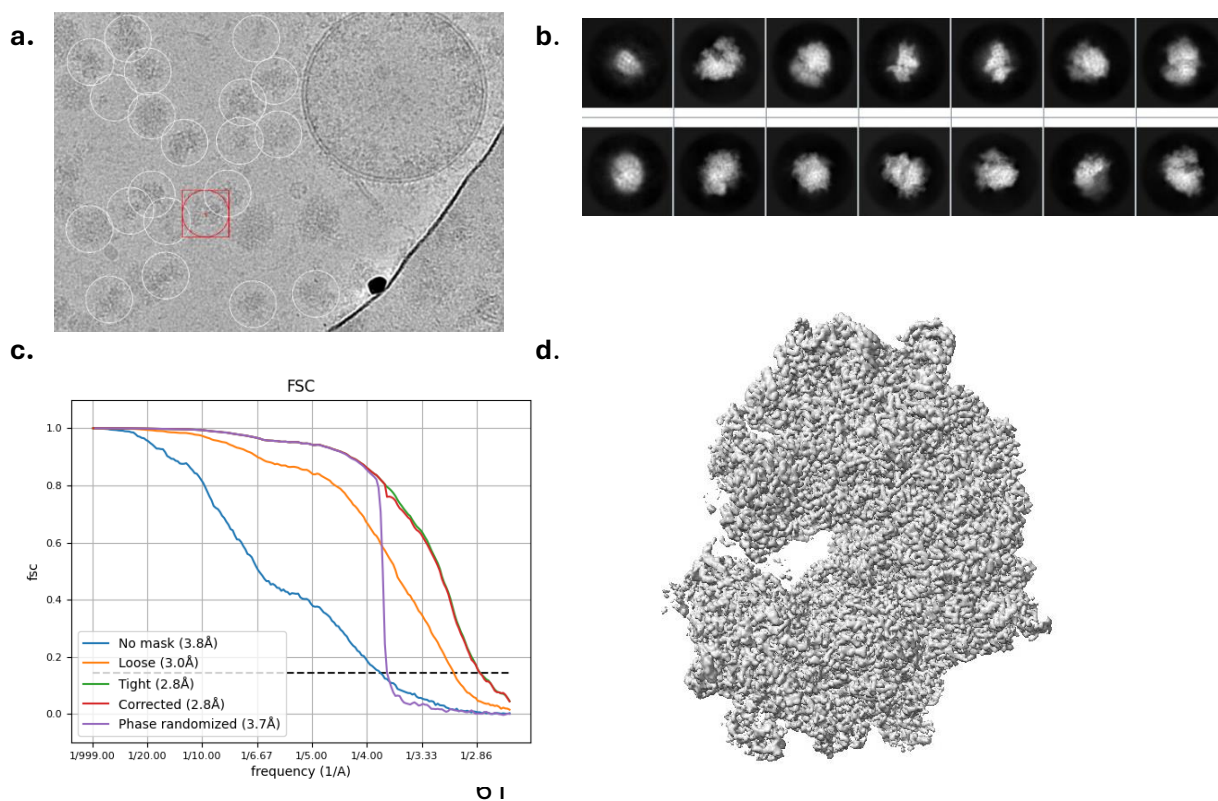 a.
b.
c.
d.
FSC
fsc
1.0
0.8
0.6
0.4
0.2
0.0
No mask (3.8Å)
Loose (3.0Å)
Tight (2.8Å)
Corrected (2.8Å)
Phase randomized (3.7Å)
1/999.00 1/20.00 1/10.00 1/6.67 1/5.00 1/4.00 1/3.33 1/2.86
frequency (1/A)